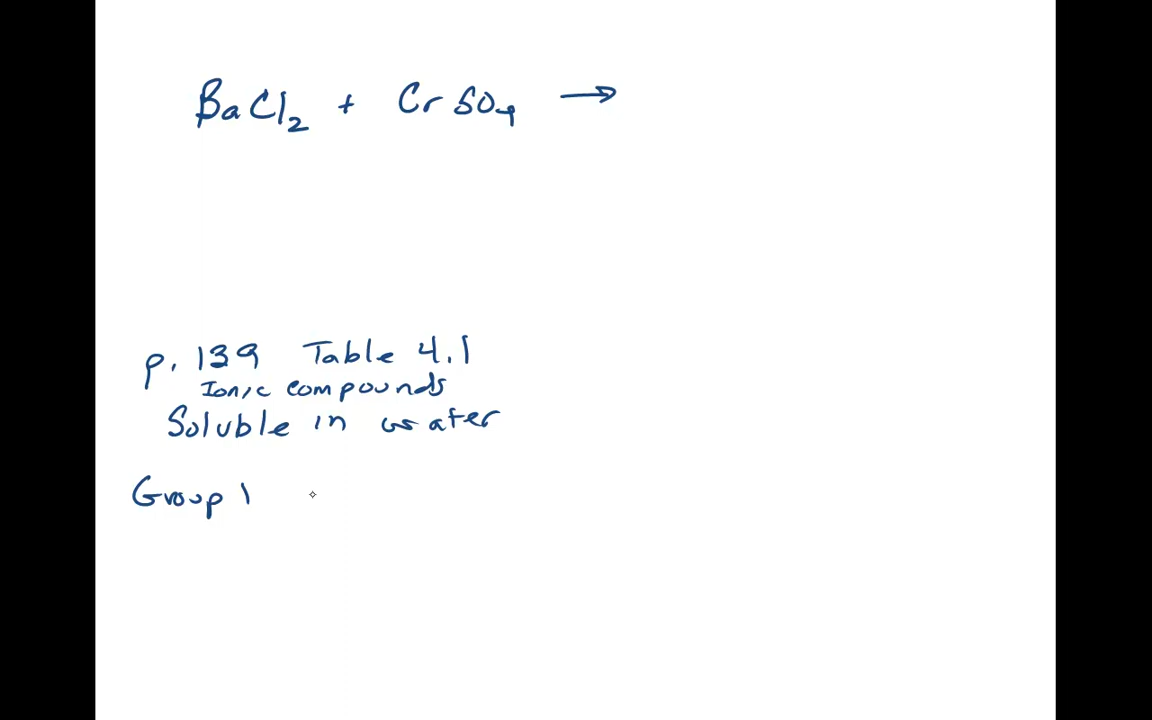 BaCl₂ + CrSO₄ →
p. 139 Table 4.1
Ionic compounds
Soluble in water
Group 1